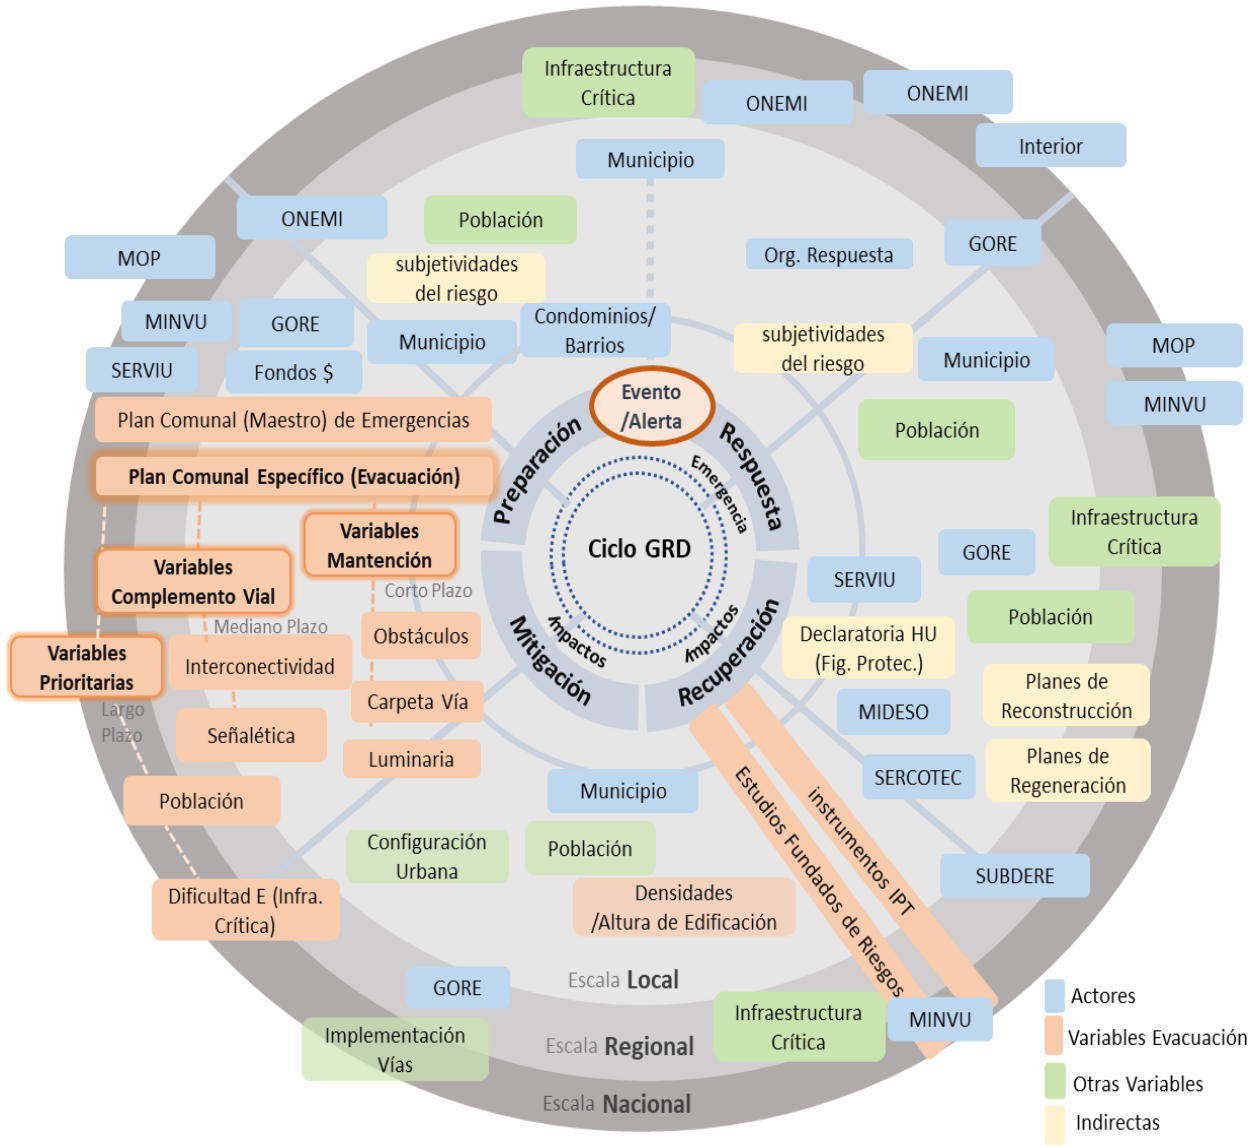 Infraestructura
Crítica
ONEMI
ONEMI
Interior
Municipio
ONEMI
Población
subjetividades
del riesgo
Org. Respuesta
GORE
MOP
MINVU
GORE
SERVIU
Fondos $
Municipio
Condominios/
Barrios
subjetividades
del riesgo
Municipio
MOP
MINVU
Plan Comunal (Maestro) de Emergencias
Plan Comunal Específico (Evacuación)
Evento
/Alerta
Población
Preparación
Respuesta
Emergencia
Ciclo GRD
Mitigación
Impactos
Impactos
Recuperación
Variables
Mantención
Corto Plazo
Variables
Complemento Vial
Mediano Plazo
Variables
Prioritarias
Largo
Plazo
Obstáculos
Interconectividad
Carpeta Vía
Señalética
Luminaria
Población
Dificultad E (Infra.
Crítica)
Infraestructura
Crítica
GORE
SERVIU
Población
Declaratoria HU
(Fig. Protec.)
Planes de
Reconstrucción
MIDESO
SERCOTEC
Planes de
Regeneración
SUBDERE
Municipio
Configuración
Urbana
Población
Densidades
/Altura de Edificación
Estudios Fundados de Riesgos
instrumentos IPT
Escala Local
GORE
Implementación
Vías
Escala Regional
Infraestructura
Crítica
MINVU
Escala Nacional
Actores
Variables Evacuación
Otras Variables
Indirectas